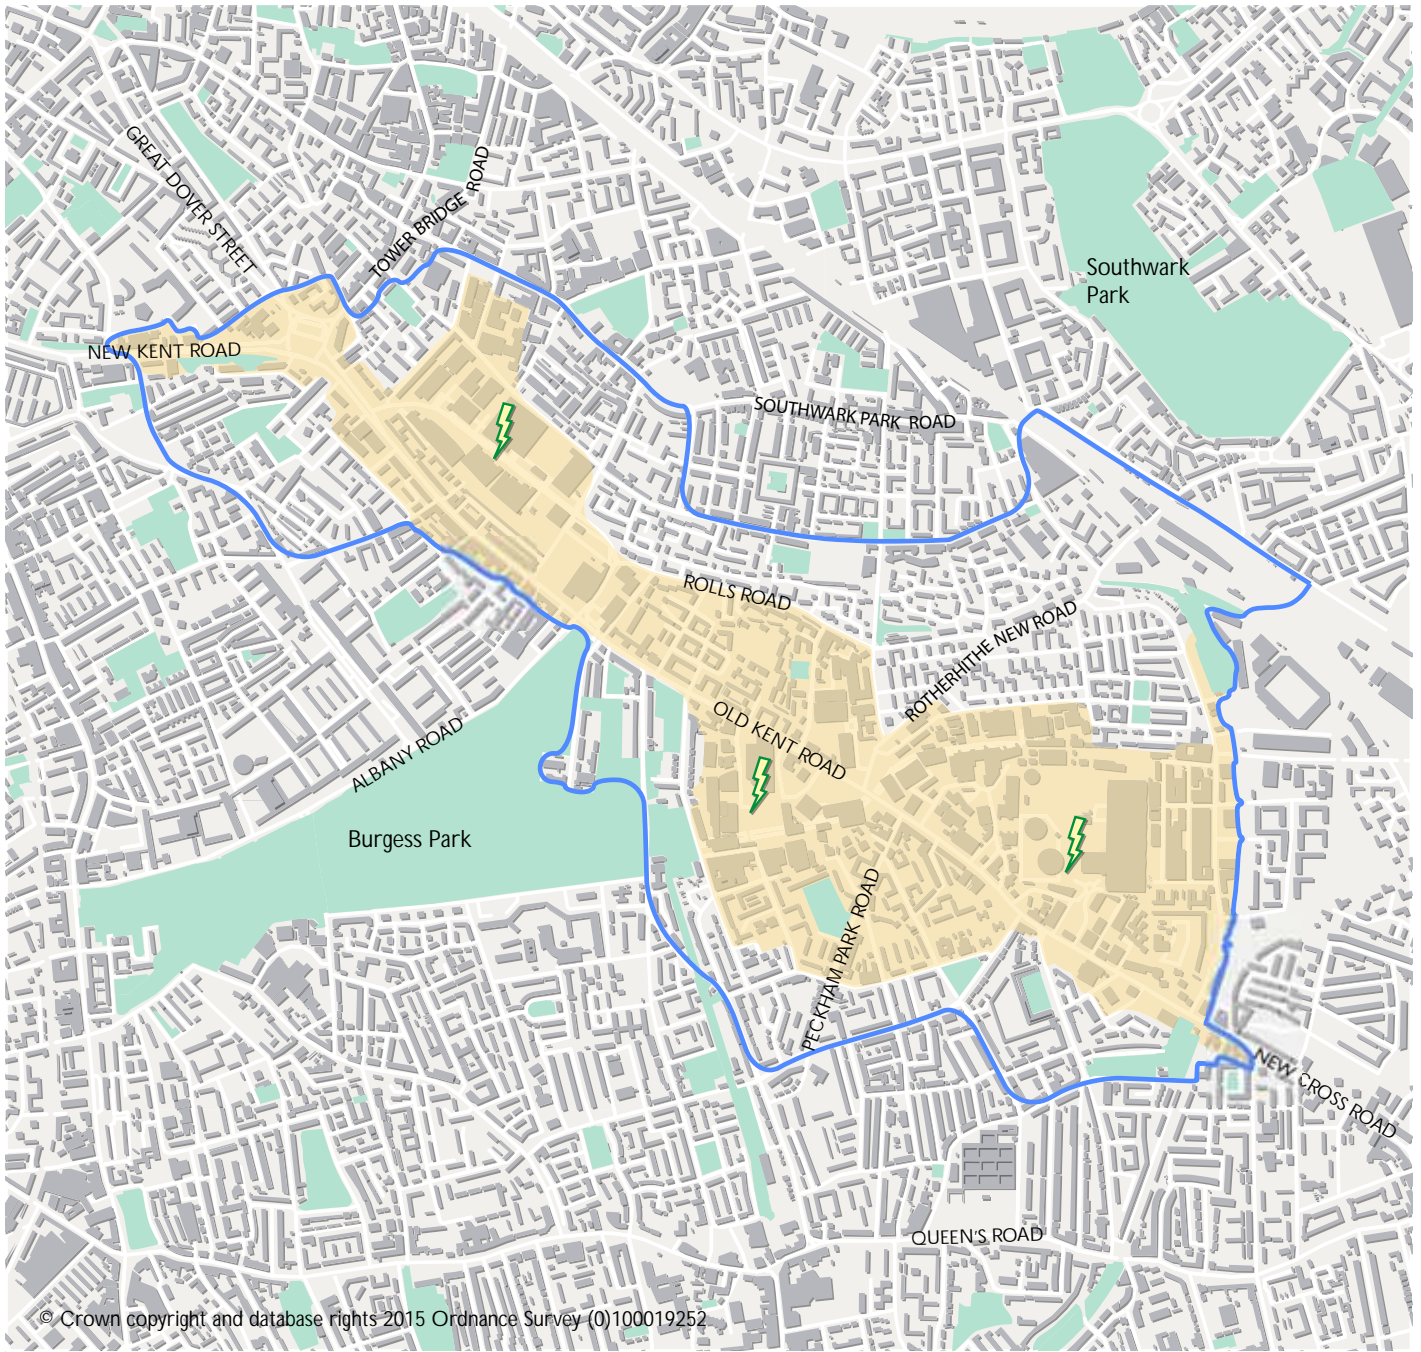 GREAT DOVER STREET
TOWER BRIDGE ROAD
Southwark
Park
NEW KENT ROAD
SOUTHWARK PARK ROAD
ROLLS ROAD
ROTHERHITHE NEW ROAD
OLD KENT ROAD
ALBANY ROAD
Burgess Park
PECKHAM PARK ROAD
NEW CROSS ROAD
QUEEN'S ROAD
© Crown copyright and database rights 2015 Ordnance Survey (0)100019252